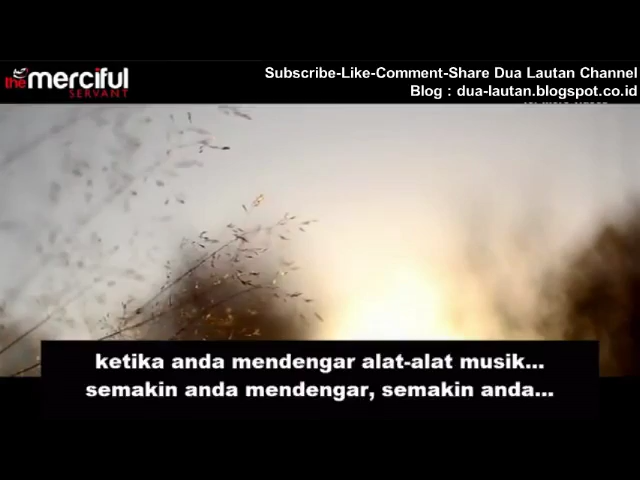 the merciful
SERVANT
Subscribe-Like-Comment-Share Dua Lautan Channel
Blog : dua-lautan.blogspot.co.id
ketika anda mendengar alat-alat musik...
semakin anda mendengar, semakin anda...